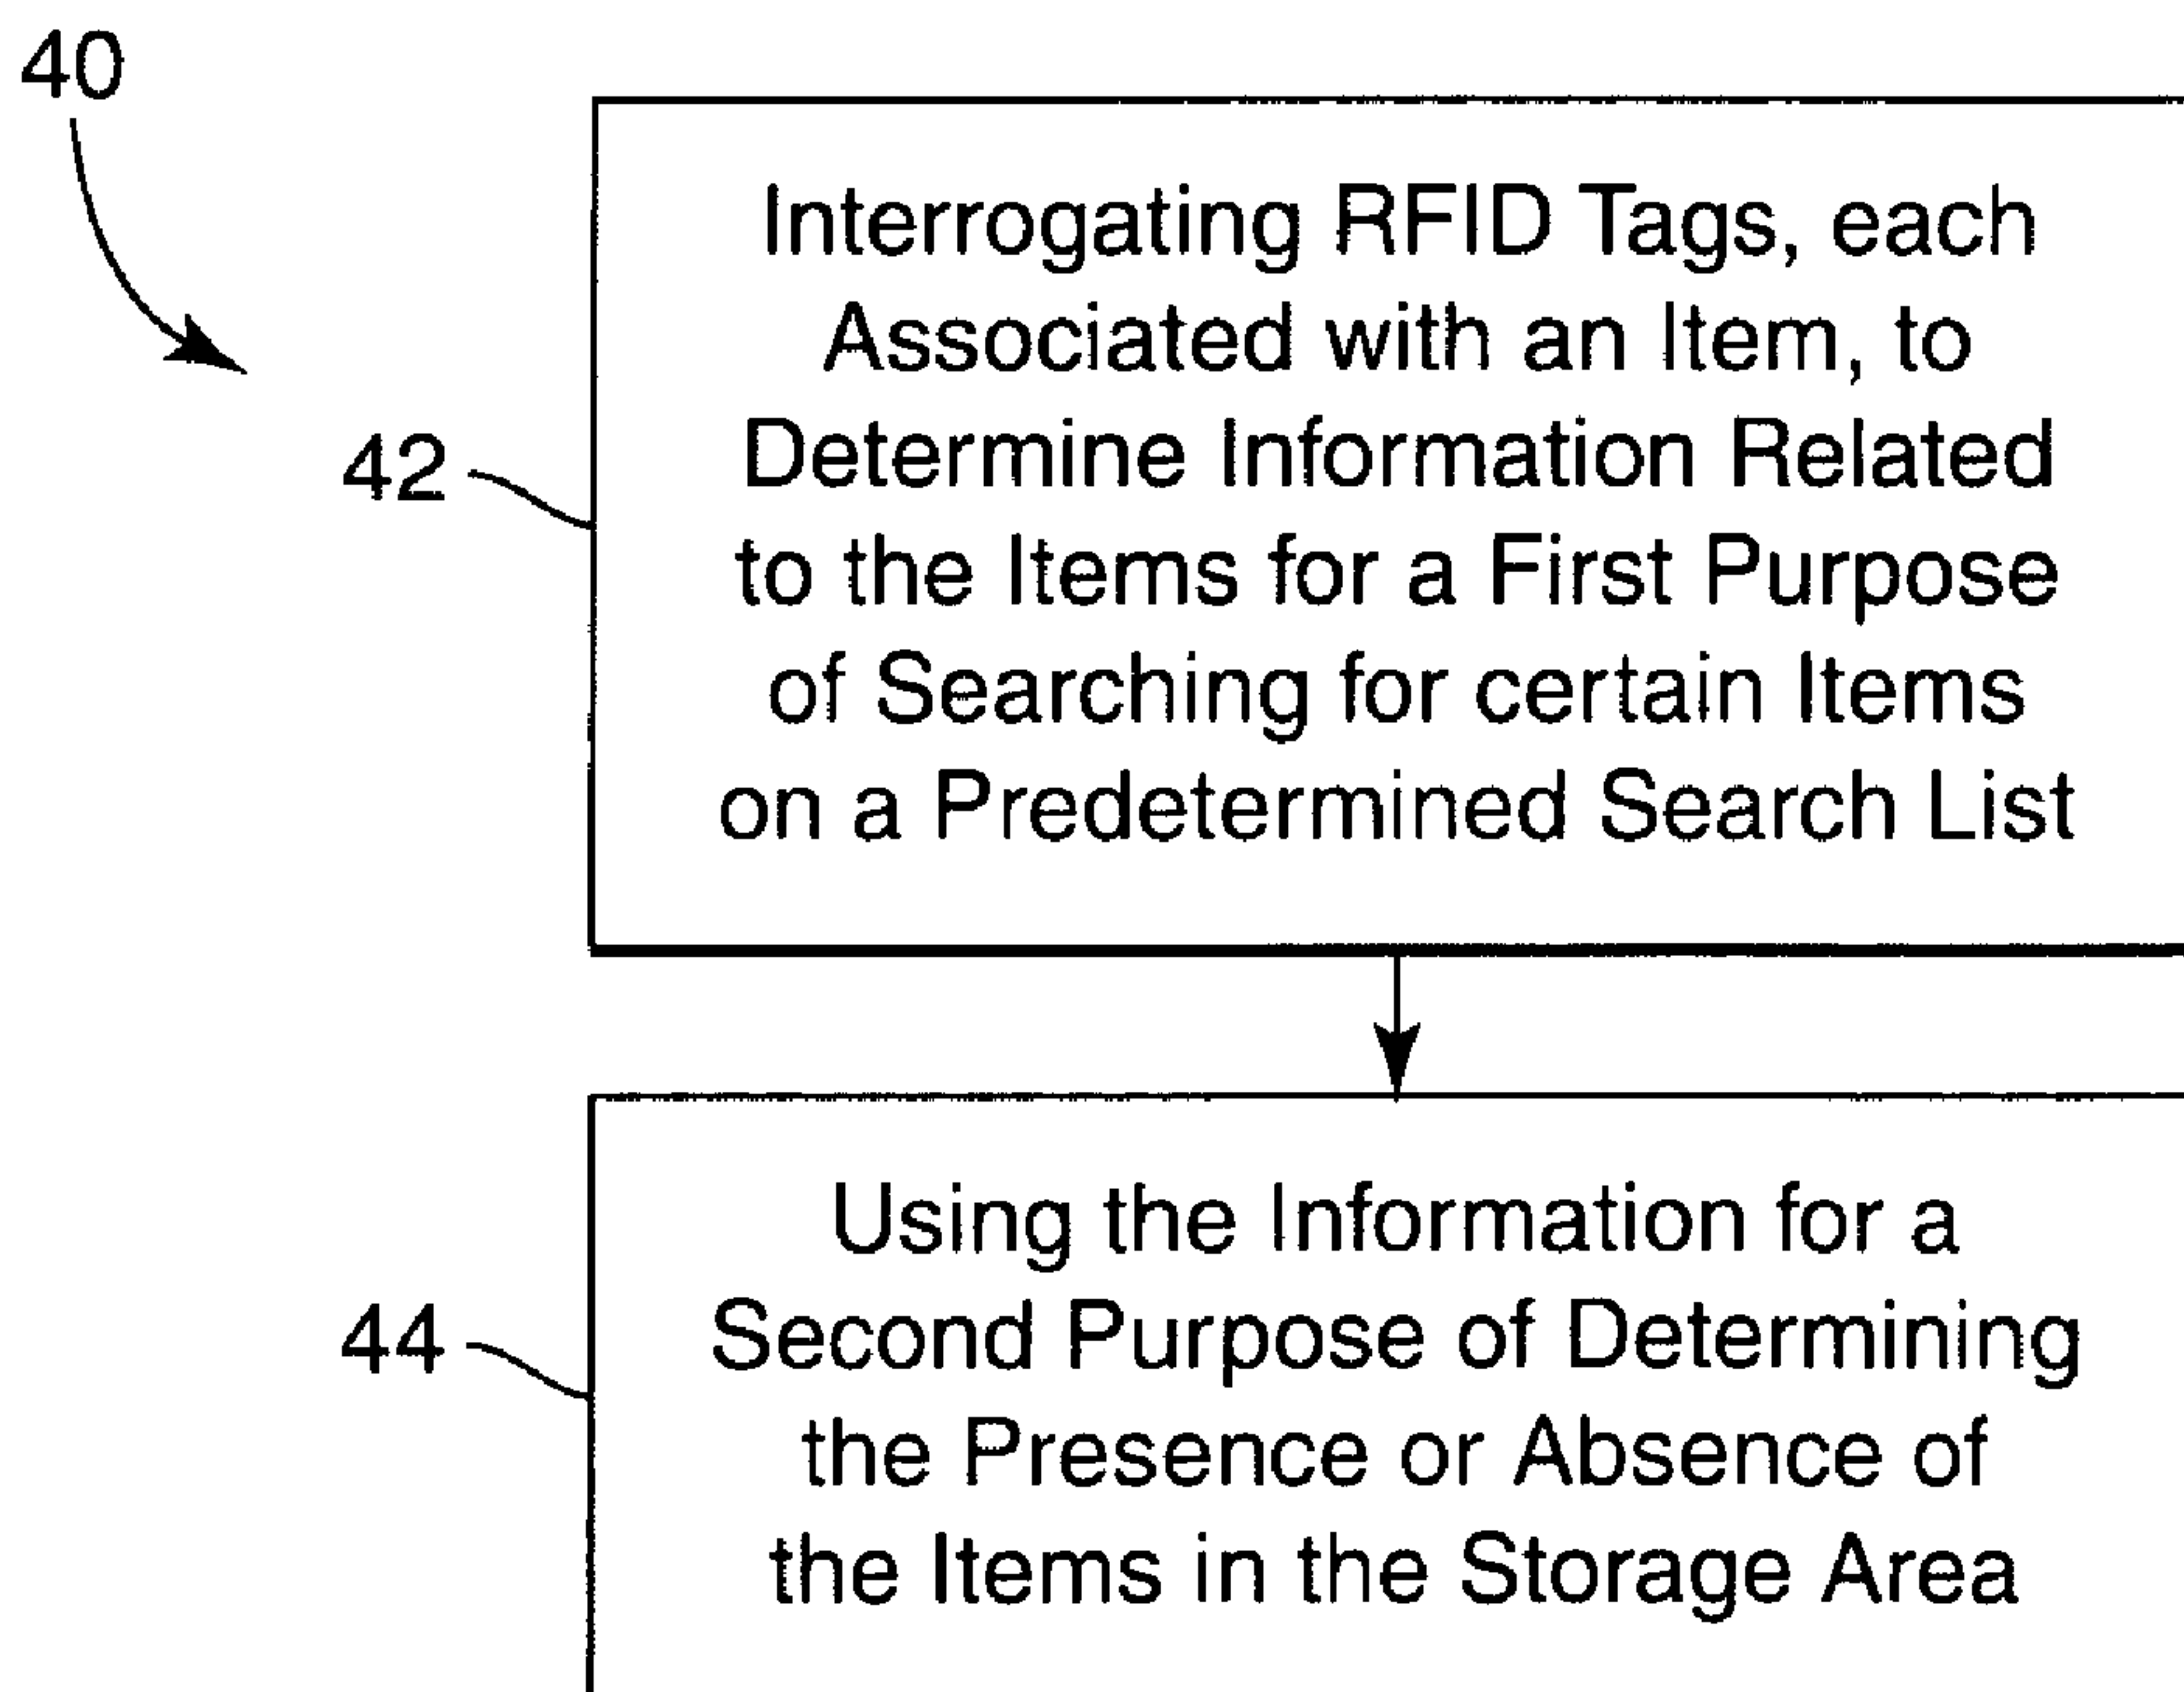 40
42
Interrogating RFID Tags, each
Associated with an Item, to
Determine Information Related
to the Items for a First Purpose
of Searching for certain Items
on a Predetermined Search List
44
Using the Information for a
Second Purpose of Determining
the Presence or Absence of
the Items in the Storage Area